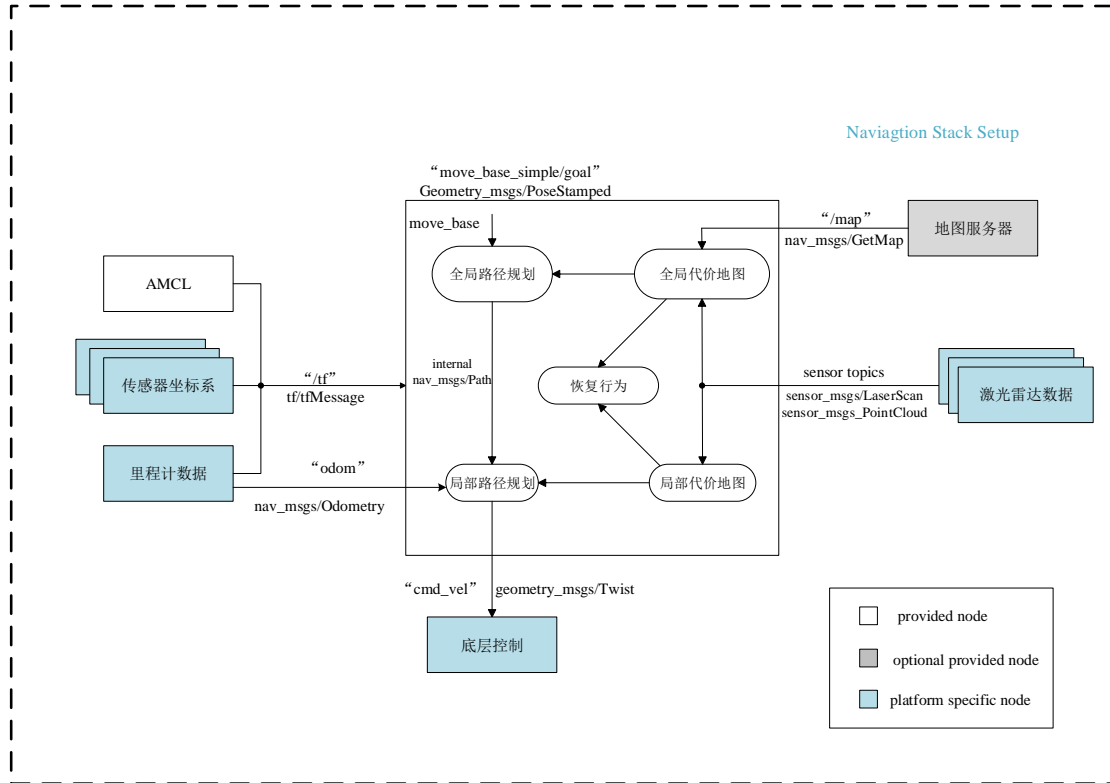 Naviagtion Stack Setup
“move_base_simple/goal”
Geometry_msgs/PoseStamped
move_base
“/map”
nav_msgs/GetMap
地图服务器
全局路径规划
全局代价地图
AMCL
传感器坐标系
“/tf”
tf/tfMessage
internal
nav_msgs/Path
恢复行为
sensor topics
sensor_msgs/LaserScan
sensor_msgs_PointCloud
激光雷达数据
里程计数据
“odom”
nav_msgs/Odometry
局部路径规划
局部代价地图
“cmd_vel”
geometry_msgs/Twist
底层控制
provided node
optional provided node
platform specific node